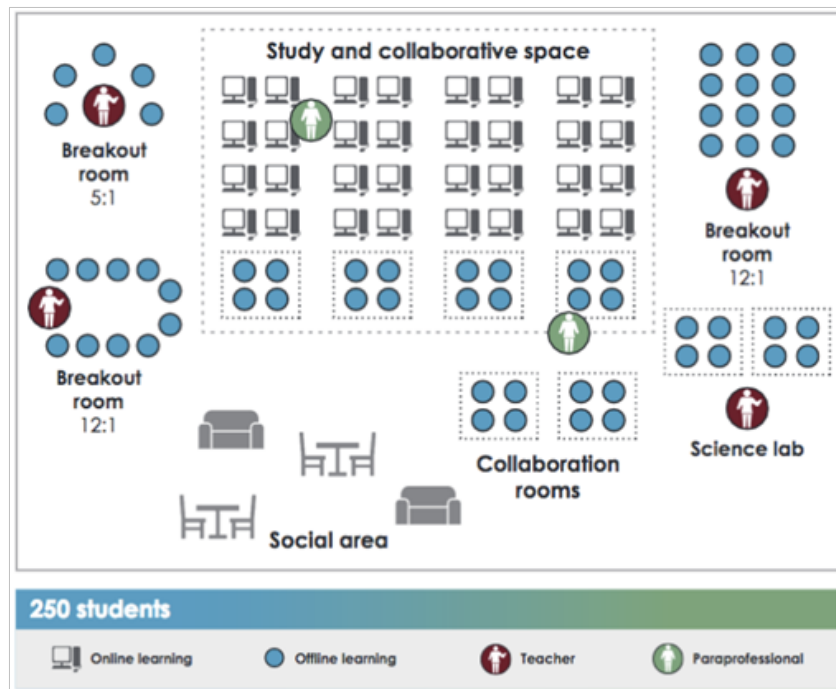 Study and collaborative space
Breakout
room
5:1
Breakout
room
12:1
Breakout
room
12:1
Science lab
Collaboration
rooms
Social area
250 students
Online learning
Offline learning
Teacher
Paraprofessional